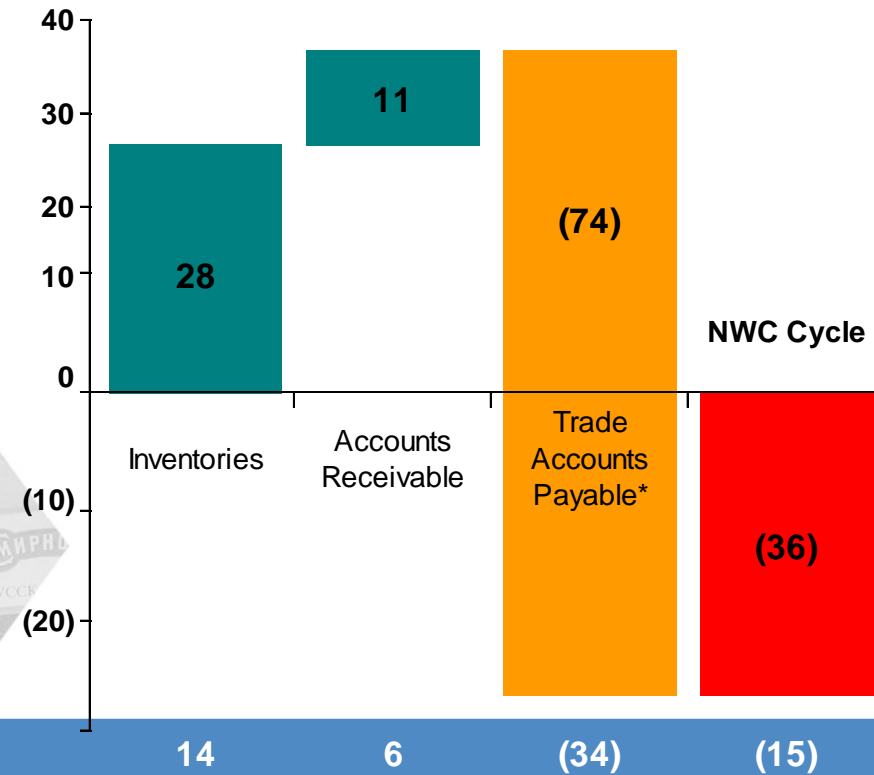 40
30
20
10
0
(10)
(20)
28
11
(74)
NWC Cycle
(36)
Inventories
Accounts
Receivable
Trade
Accounts
Payable*
14 6 (34) (15)